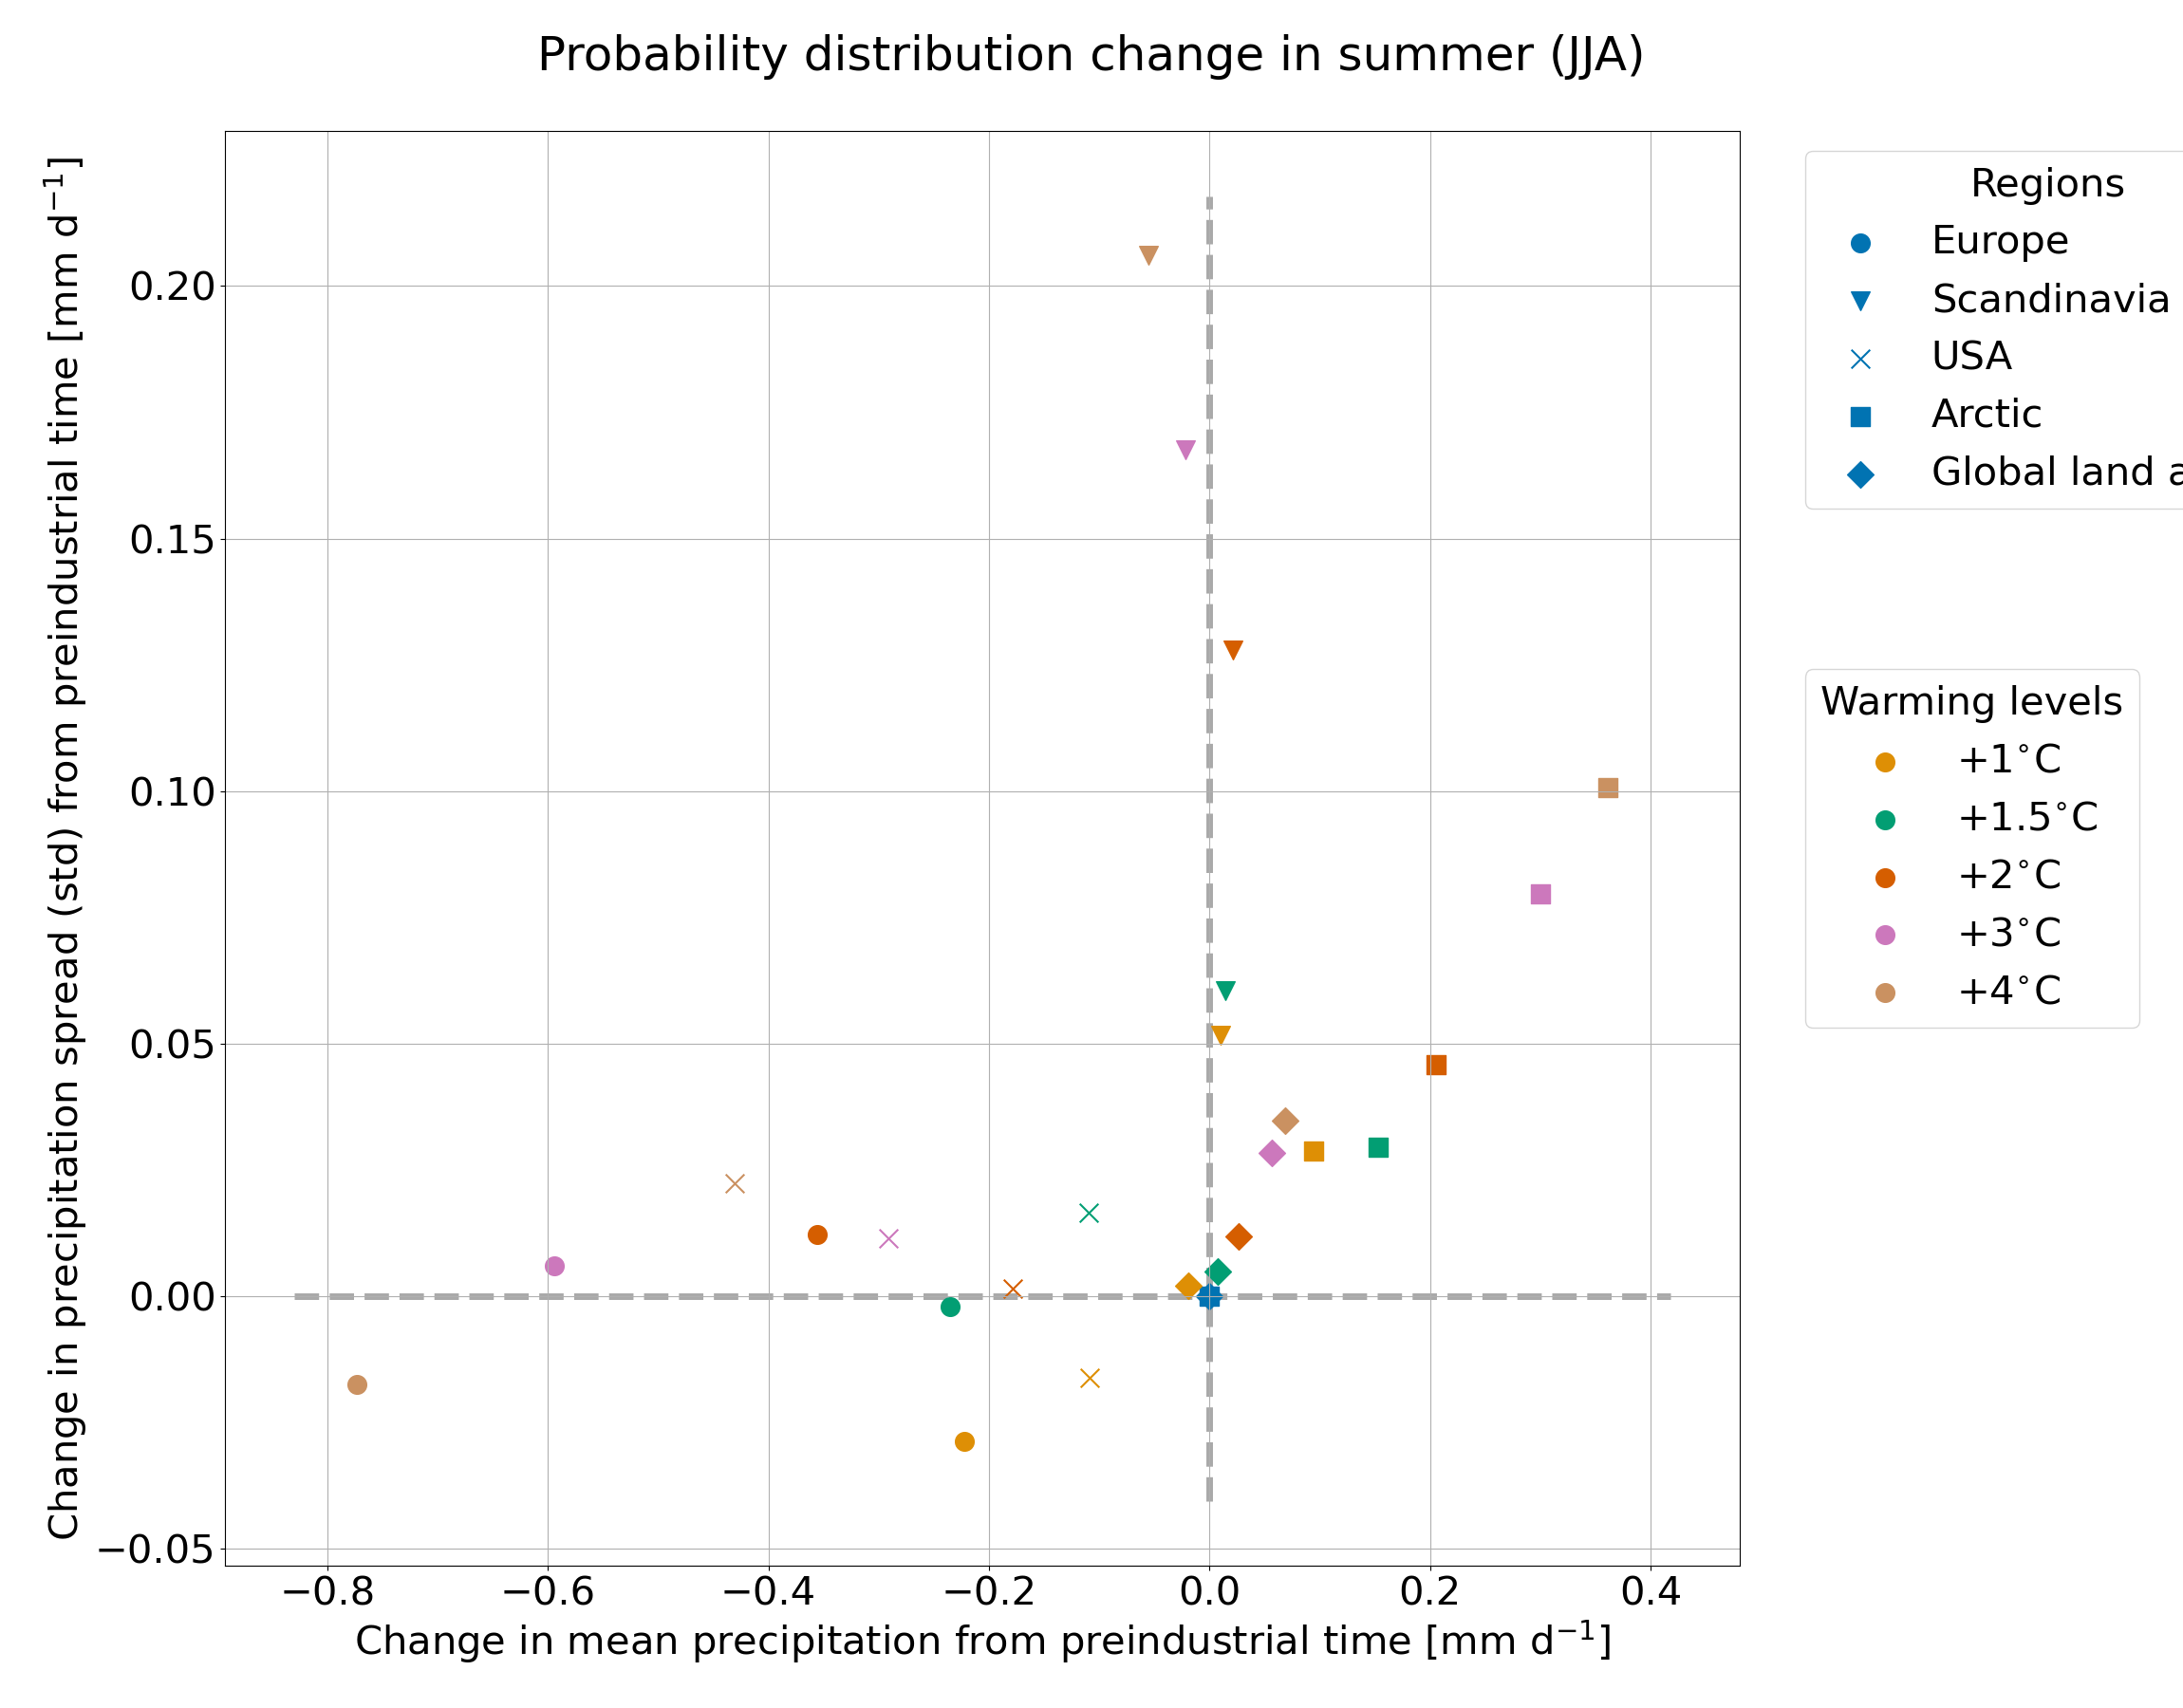 Probability distribution change in summer (JJA)
Change in precipitation spread (std) from preindustrial time [mm d⁻¹]
0.20
0.15
0.10
0.05
0.00
−0.05
−0.8 −0.6 −0.4 −0.2 0.0 0.2 0.4
Change in mean precipitation from preindustrial time [mm d⁻¹]
Regions
Europe
Scandinavia
USA
Arctic
Global land a
Warming levels
+1°C
+1.5°C
+2°C
+3°C
+4°C